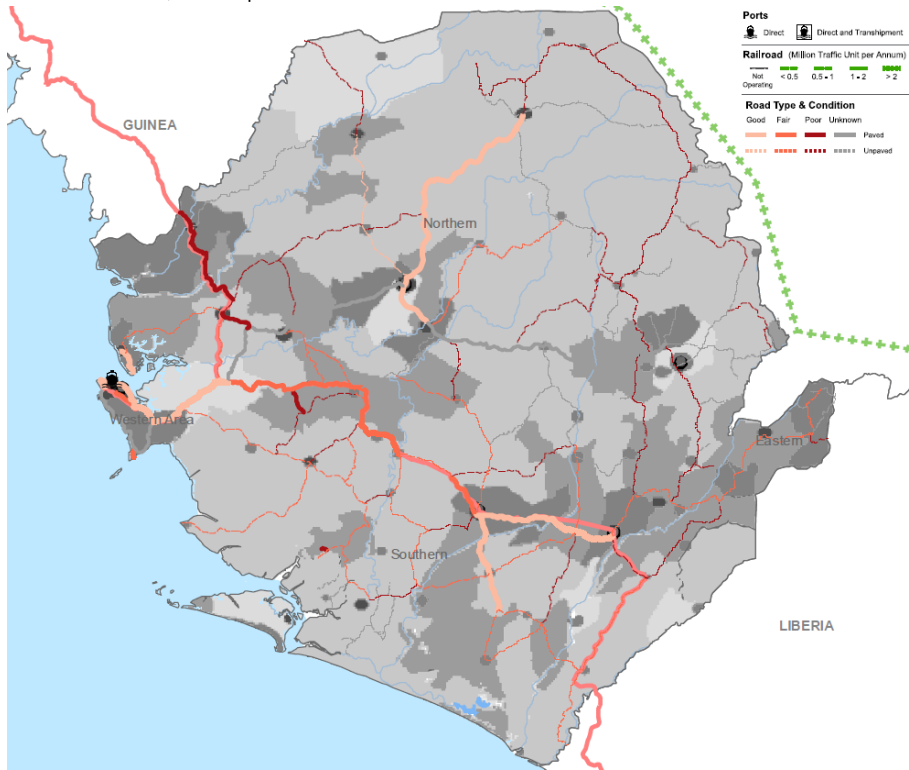 Ports
Direct Direct and Transhipment
Railroad (Million Traffic Unit per Annum)
Not Operating < 0.5 0.5 - 1 1 - 2 > 2
Road Type & Condition
Good Fair Poor Unknown
Paved
Unpaved
GUINEA
Northern
Western Area
Eastern
Southern
LIBERIA